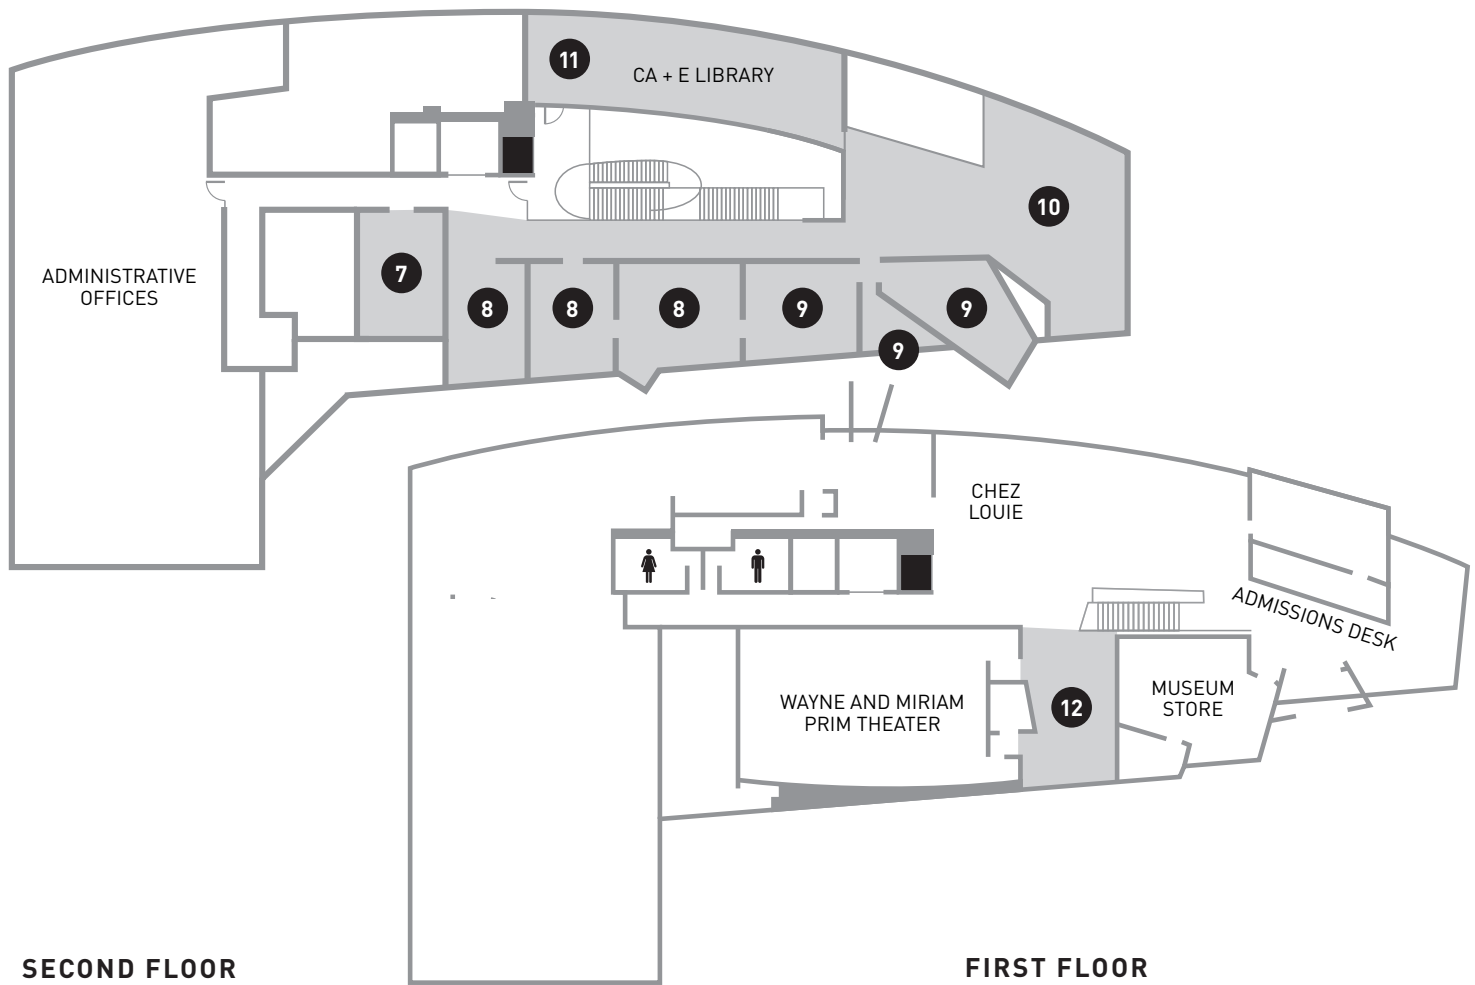 11
CA + E LIBRARY
10
ADMINISTRATIVE
OFFICES
7
8
8
8
9
9
9
CHEZ
LOUIE
ADMISSIONS DESK
WAYNE AND MIRIAM
PRIM THEATER
12
MUSEUM
STORE
SECOND FLOOR
FIRST FLOOR